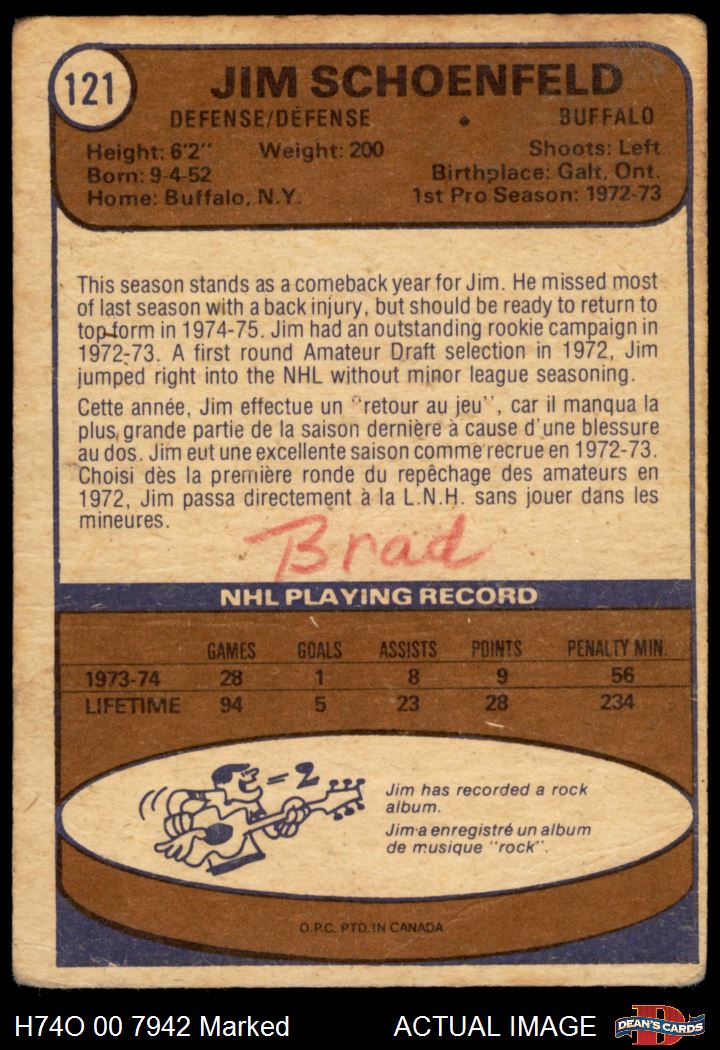 121
JIM SCHOENFELD
DEFENSE/DÉFENSE • BUFFALO
Height: 6'2" Weight: 200 Shoots: Left
Born: 9-4-52 Birthplace: Galt, Ont.
Home: Buffalo, N.Y. 1st Pro Season: 1972-73
This season stands as a comeback year for Jim. He missed most
of last season with a back injury, but should be ready to return to
top form in 1974-75. Jim had an outstanding rookie campaign in
1972-73. A first round Amateur Draft selection in 1972, Jim
jumped right into the NHL without minor league seasoning.
Cette année, Jim effectue un "retour au jeu", car il manqua la
plus grande partie de la saison dernière à cause d'une blessure
au dos. Jim eut une excellente saison comme recrue en 1972-73.
Choisi dès la première ronde du repêchage des amateurs en
1972, Jim passa directement à la L.N.H. sans jouer dans les
mineures.
Brad
NHL PLAYING RECORD
GAMES GOALS ASSISTS POINTS PENALTY MIN.
1973-74 28 1 8 9 56
LIFETIME 94 5 23 28 234
=2
Jim has recorded a rock
album.
Jim a enregistré un album
de musique "rock".
O.P.C. PTD. IN CANADA
H74O 00 7942 Marked ACTUAL IMAGE DEAN'S CARDS